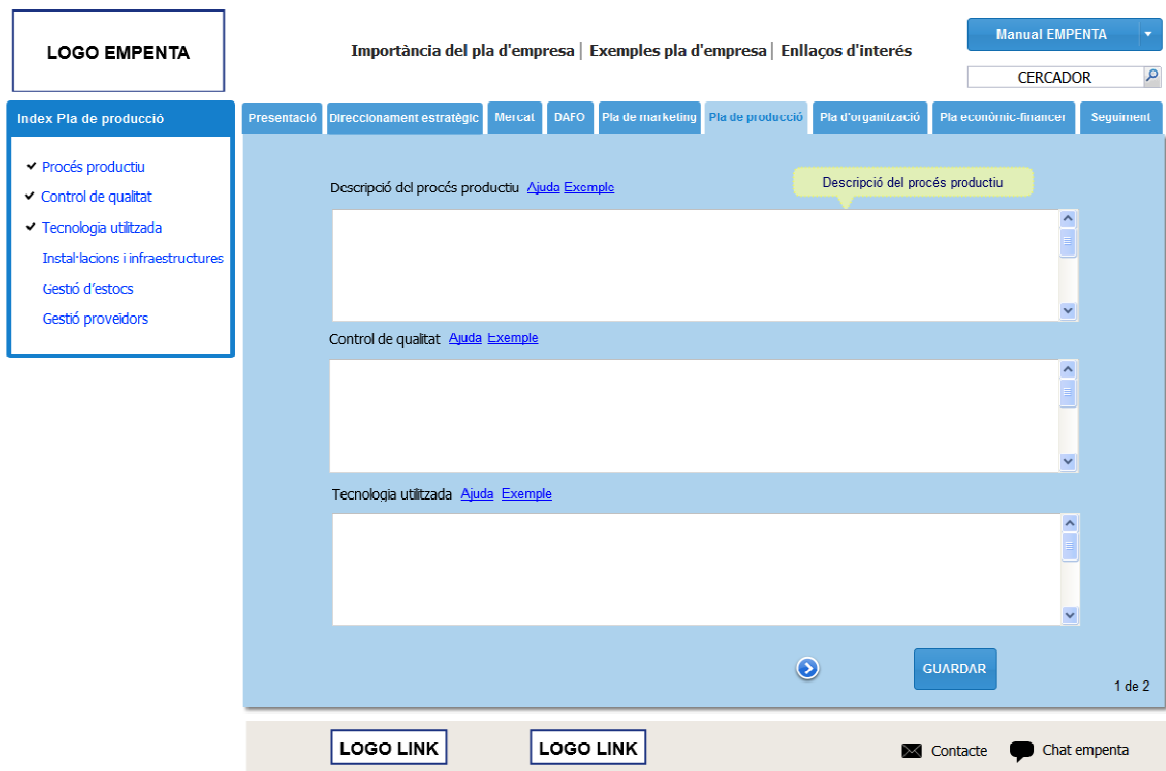 LOGO EMPENTA
Importància del pla d'empresa | Exemples pla d'empresa | Enllaços d'interés
Manual EMPENTA
CERCADOR
Index Pla de producció
Procés productiu
Control de qualitat
Tecnologia utilitzada
Instal·lacions i infraestructures
Gestió d'estocs
Gestió proveidors
Presentació
Direccionament estratègic
Mercat
DAFO
Pla de marketing
Pla de producció
Pla d'organització
Pla econòmic-financer
Seguiment
Descripció del procés productiu Ajuda Exemple
Descripció del procés productiu
Control de qualitat Ajuda Exemple
Tecnologia utilitzada Ajuda Exemple
GUARDAR
1 de 2
LOGO LINK
LOGO LINK
Contacte
Chat empenta